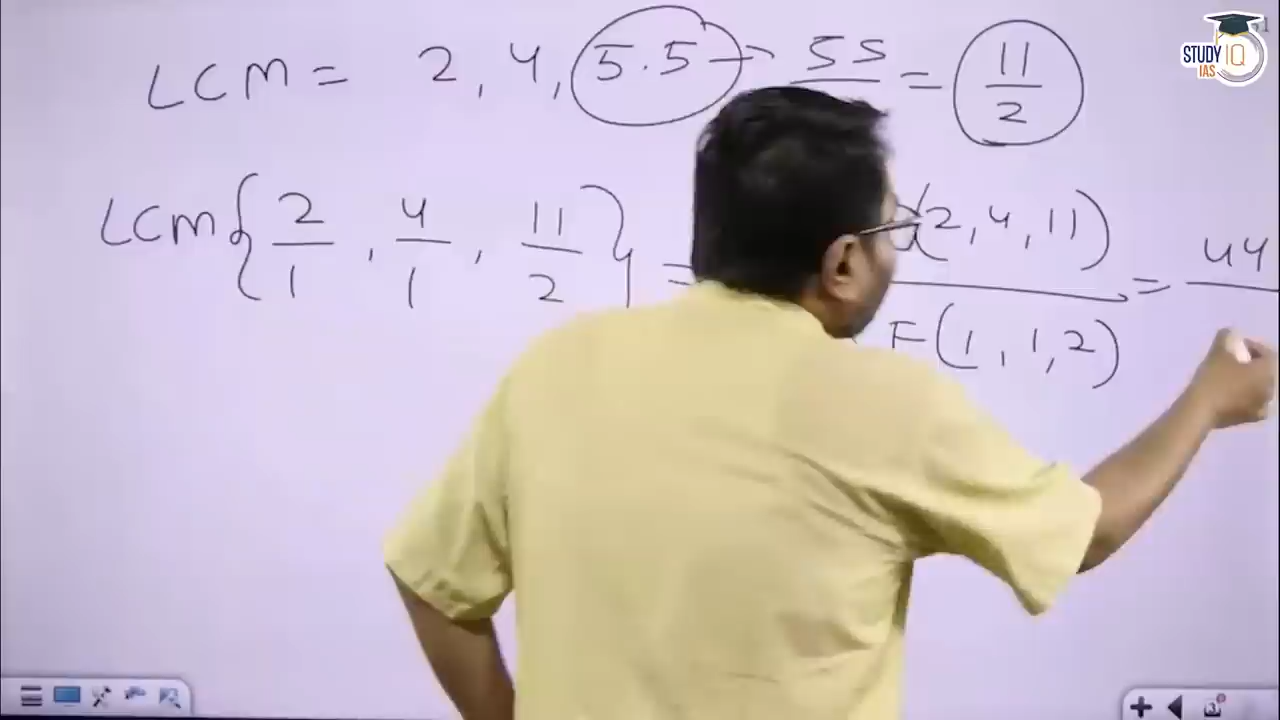 LCM = 2, 4, 5.5 → 55 = 11/2
LCM{2/1, 4/1, 11/2} = (2, 4, 11) / F(1, 1, 2) = 44
STUDY IQ IAS